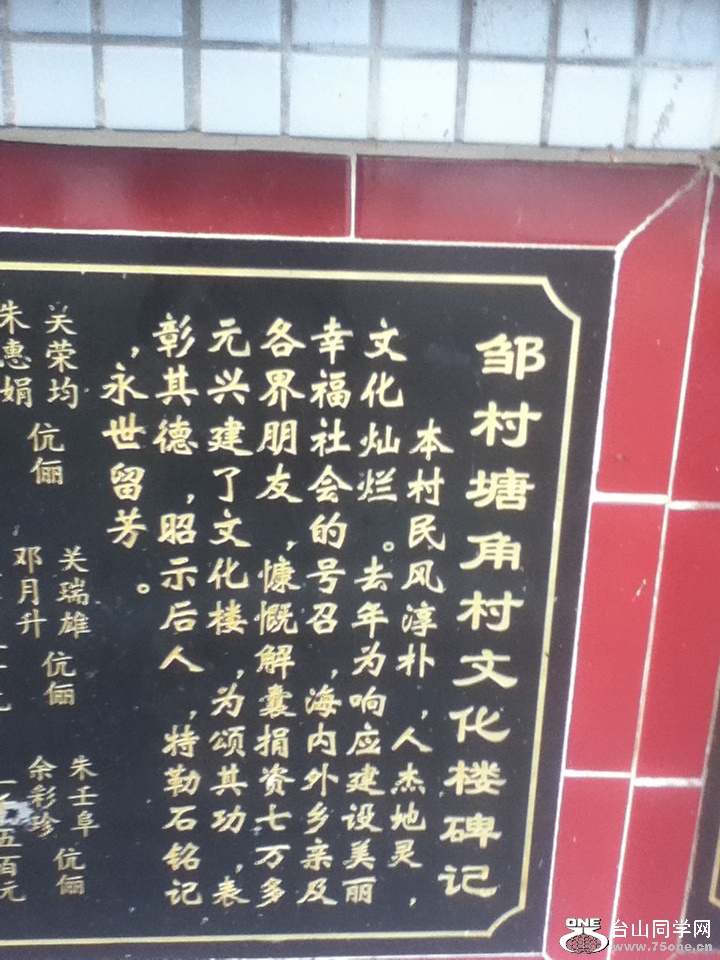 邹村塘角村文化楼碑记
本村民风淳朴，人杰地灵，
文化灿烂。去年为响应建设美丽
幸福社会的号召，海内外乡亲及
各界朋友，慷慨解囊捐资七万多
元兴建了文化楼，为颂其功，表
彰其德，昭示后人，特勒石铭记
，永世留芳。
关荣均 伉俪 关瑞雄 伉俪 朱壬阜 伉俪
朱惠娟 邓月升 余彩珍
五百元
ONE 台山同学网
www.75one.cn